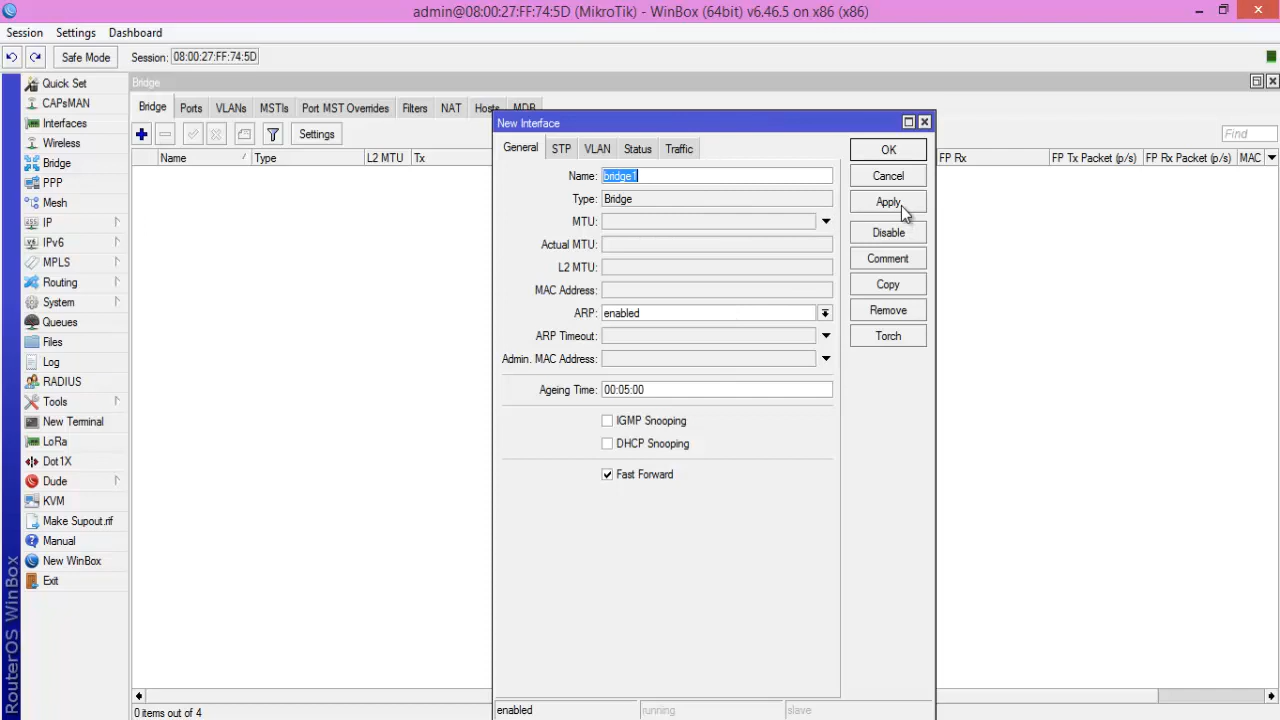 admin@08:00:27:FF:74:5D (MikroTik) - WinBox (64bit) v6.46.5 on x86 (x86)
Session Settings Dashboard
Safe Mode Session: 08:00:27:FF:74:5D
Quick Set
CAPsMAN
Interfaces
Wireless
Bridge
PPP
Mesh
IP
IPv6
MPLS
Routing
System
Queues
Files
Log
RADIUS
Tools
New Terminal
LoRa
Dot1X
Dude
KVM
Make Supout.rif
Manual
New WinBox
Exit
RouterOS WinBox
Bridge
Bridge Ports VLANs MSTIs Port MST Overrides Filters NAT Hosts MDB
Settings Find
Name Type L2 MTU Tx FP Rx FP Tx Packet (p/s) FP Rx Packet (p/s) MAC
0 items out of 4
New Interface
General STP VLAN Status Traffic
Name: bridge1
Type: Bridge
MTU:
Actual MTU:
L2 MTU:
MAC Address:
ARP: enabled
ARP Timeout:
Admin. MAC Address:
Ageing Time: 00:05:00
IGMP Snooping
DHCP Snooping
Fast Forward
OK
Cancel
Apply
Disable
Comment
Copy
Remove
Torch
enabled running slave